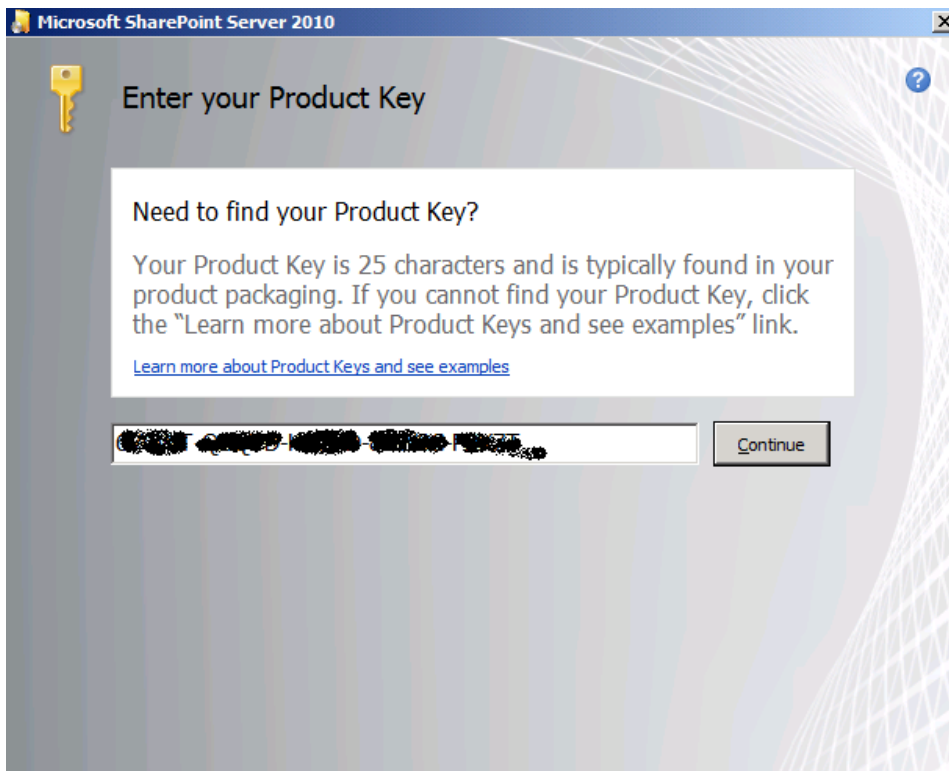 Microsoft SharePoint Server 2010
Enter your Product Key
Need to find your Product Key?
Your Product Key is 25 characters and is typically found in your
product packaging. If you cannot find your Product Key, click
the “Learn more about Product Keys and see examples” link.
Learn more about Product Keys and see examples
Continue